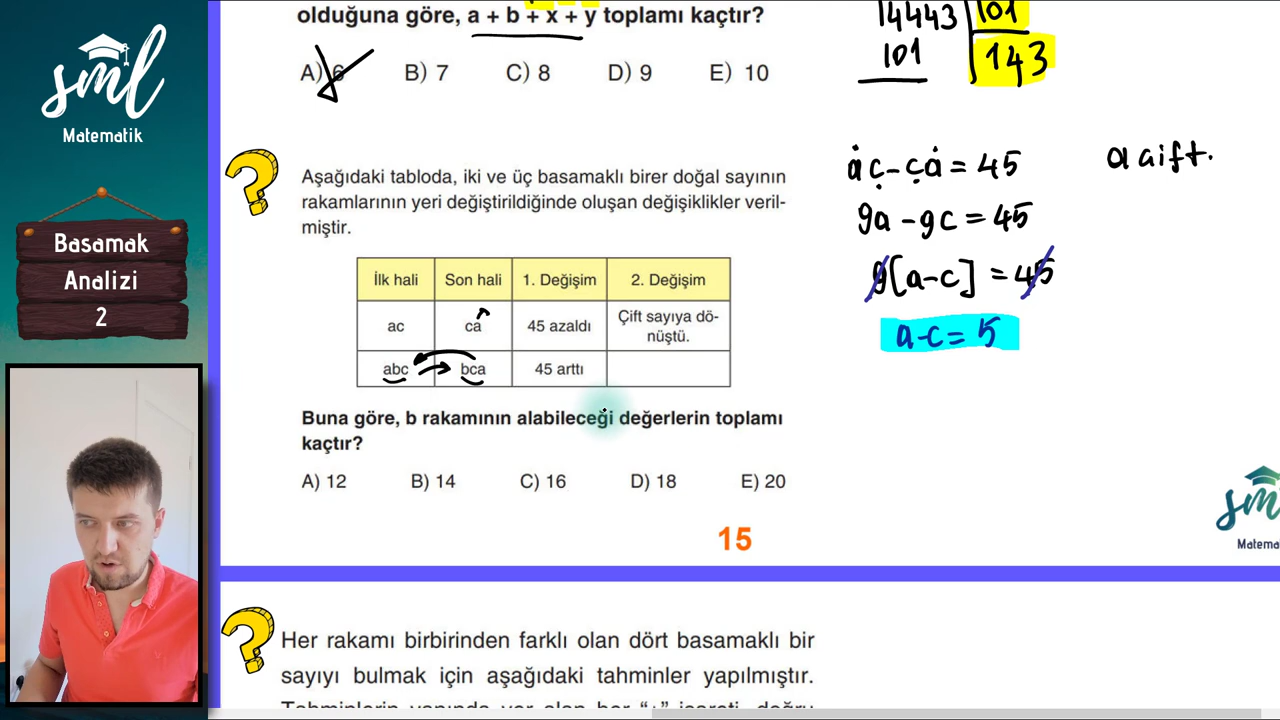 olduğuna göre, a + b + x + y toplamı kaçtır?
A) 6 B) 7 C) 8 D) 9 E) 10
14443 101
101 143
sml
Matematik
Basamak
Analizi
2
Aşağıdaki tabloda, iki ve üç basamaklı birer doğal sayının
rakamlarının yeri değiştirildiğinde oluşan değişiklikler veril-
miştir.
İlk hali Son hali 1. Değişim 2. Değişim
ac ca 45 azaldı Çift sayıya dö-
nüştü.
abc bca 45 arttı
Buna göre, b rakamının alabileceği değerlerin toplamı
kaçtır?
A) 12 B) 14 C) 16 D) 18 E) 20
15
ac - ca = 45 a çift.
9a - 9c = 45
9[a-c] = 45
a-c = 5
sm
Matema
Her rakamı birbirinden farklı olan dört basamaklı bir
sayıyı bulmak için aşağıdaki tahminler yapılmıştır.